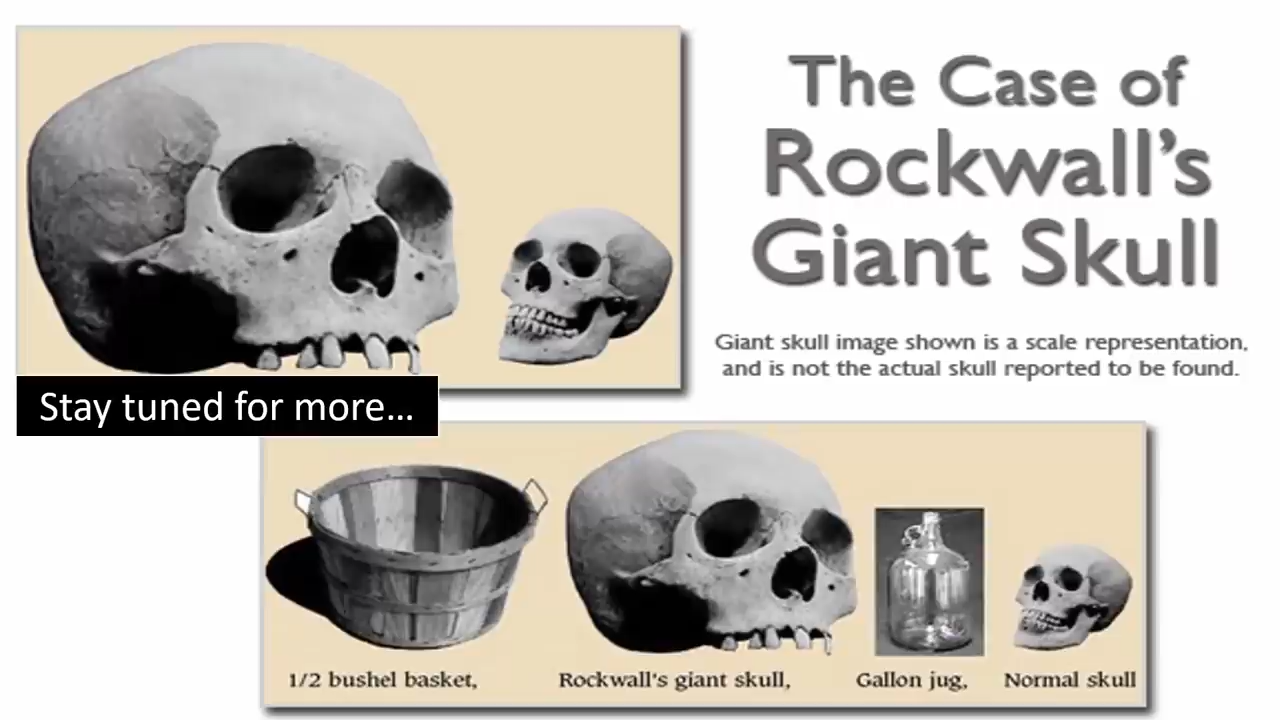 The Case of
Rockwall's
Giant Skull
Giant skull image shown is a scale representation,
and is not the actual skull reported to be found.
Stay tuned for more...
1/2 bushel basket, Rockwall's giant skull, Gallon jug, Normal skull